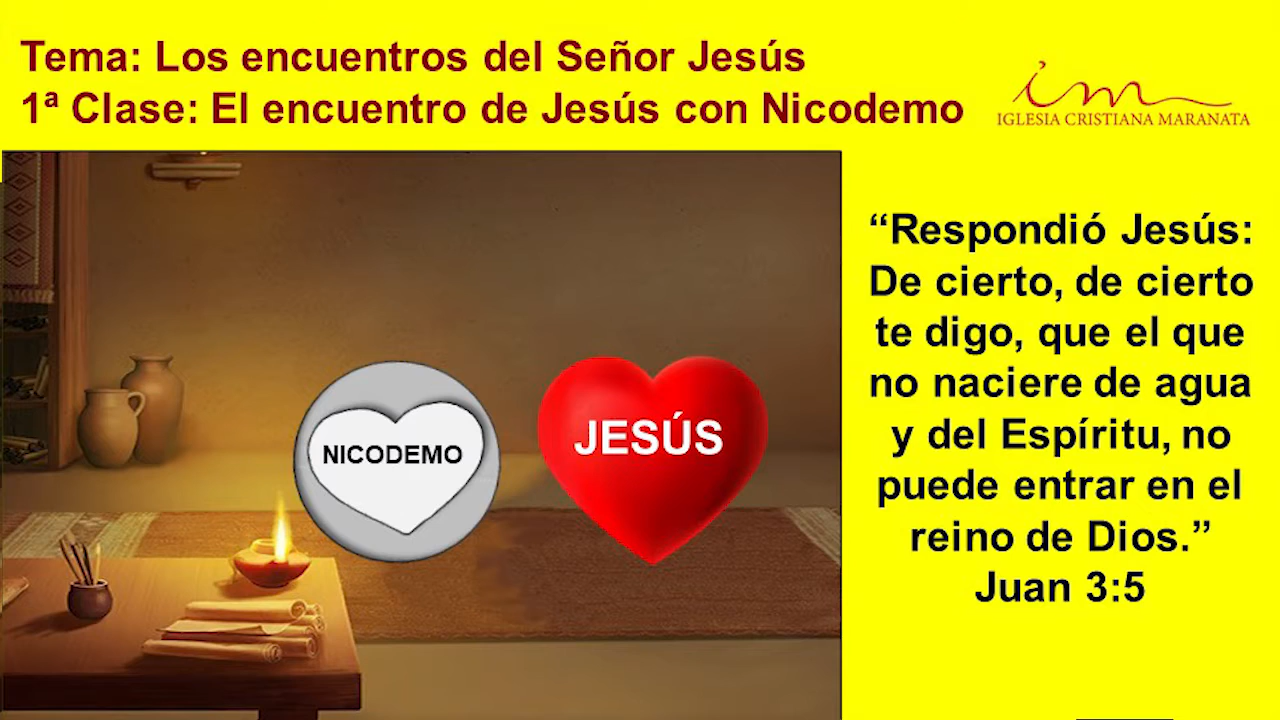 Tema: Los encuentros del Señor Jesús
1ª Clase: El encuentro de Jesús con Nicodemo
im
IGLESIA CRISTIANA MARANATA
“Respondió Jesús:
De cierto, de cierto
te digo, que el que
no naciere de agua
y del Espíritu, no
puede entrar en el
reino de Dios.”
Juan 3:5
NICODEMO
JESÚS